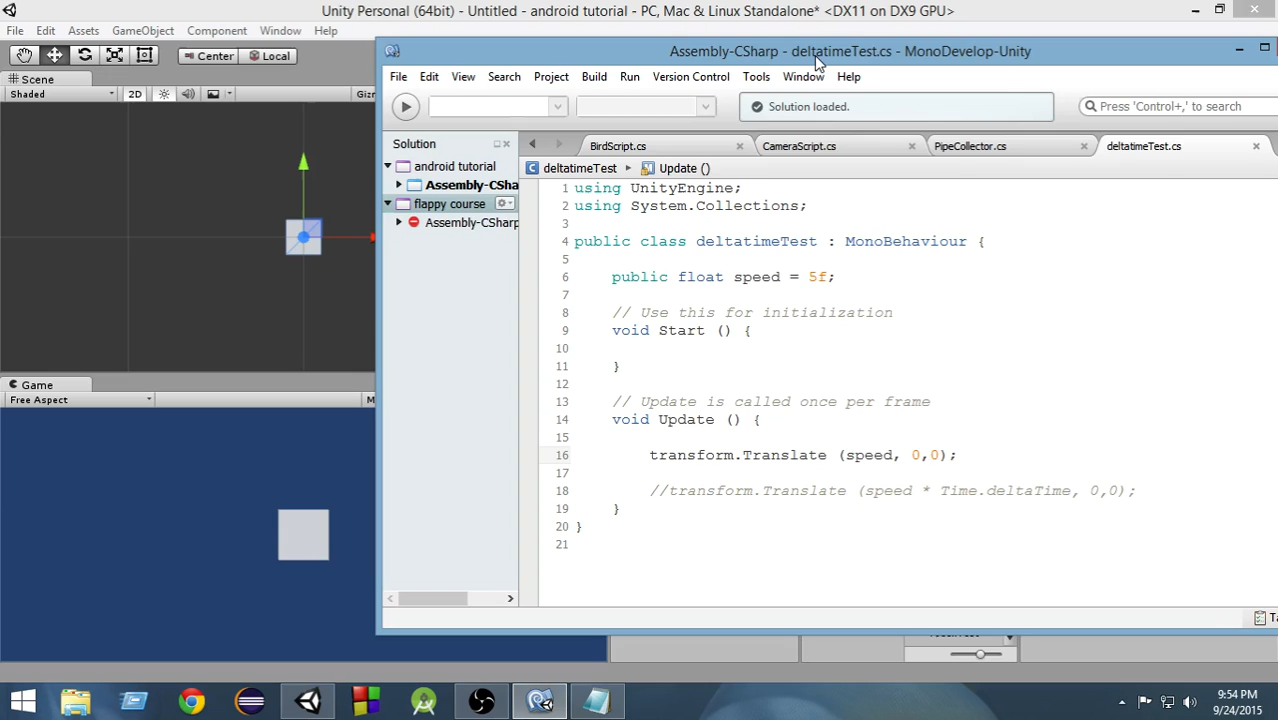 Unity Personal (64bit) - Untitled - android tutorial - PC, Mac & Linux Standalone* <DX11 on DX9 GPU>
File Edit Assets GameObject Component Window Help
Center Local
Scene
Shaded 2D Giz
Game
Free Aspect M
Assembly-CSharp - deltatimeTest.cs - MonoDevelop-Unity
File Edit View Search Project Build Run Version Control Tools Window Help
Solution loaded.
Press 'Control+,' to search
Solution
BirdScript.cs CameraScript.cs PipeCollector.cs deltatimeTest.cs
android tutorial
Assembly-CSha
flappy course
Assembly-CSharp
deltatimeTest Update ()
1 using UnityEngine;
2 using System.Collections;
3
4 public class deltatimeTest : MonoBehaviour {
5
6 public float speed = 5f;
7
8 // Use this for initialization
9 void Start () {
10
11 }
12
13 // Update is called once per frame
14 void Update () {
15
16 transform.Translate (speed, 0,0);
17
18 //transform.Translate (speed * Time.deltaTime, 0,0);
19 }
20 }
21
Ta
9:54 PM
9/24/2015